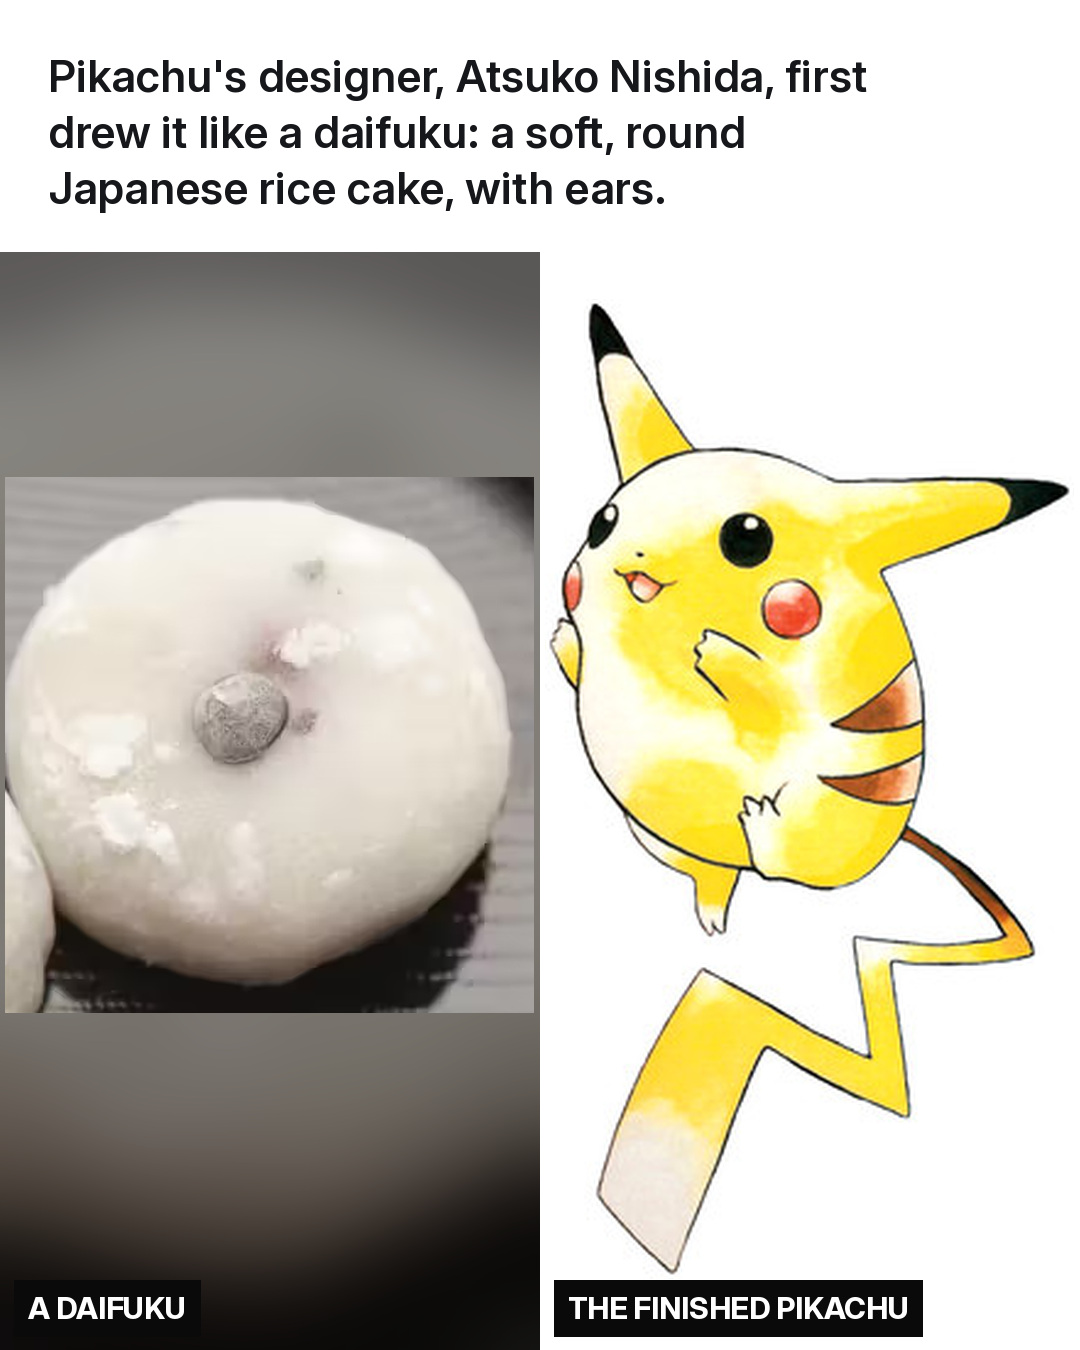 Pikachu's designer, Atsuko Nishida, first
drew it like a daifuku: a soft, round
Japanese rice cake, with ears.
A DAIFUKU
THE FINISHED PIKACHU